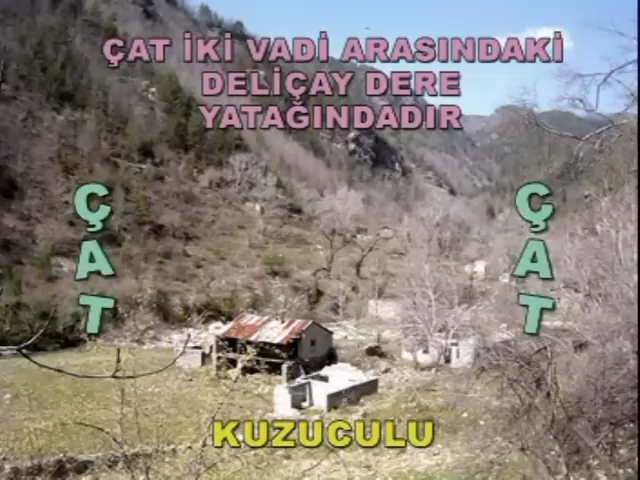 ÇAT İKİ VADİ ARASINDAKİ
DELİÇAY DERE
YATAĞINDADIR
ÇAT
ÇAT
KUZUCULU